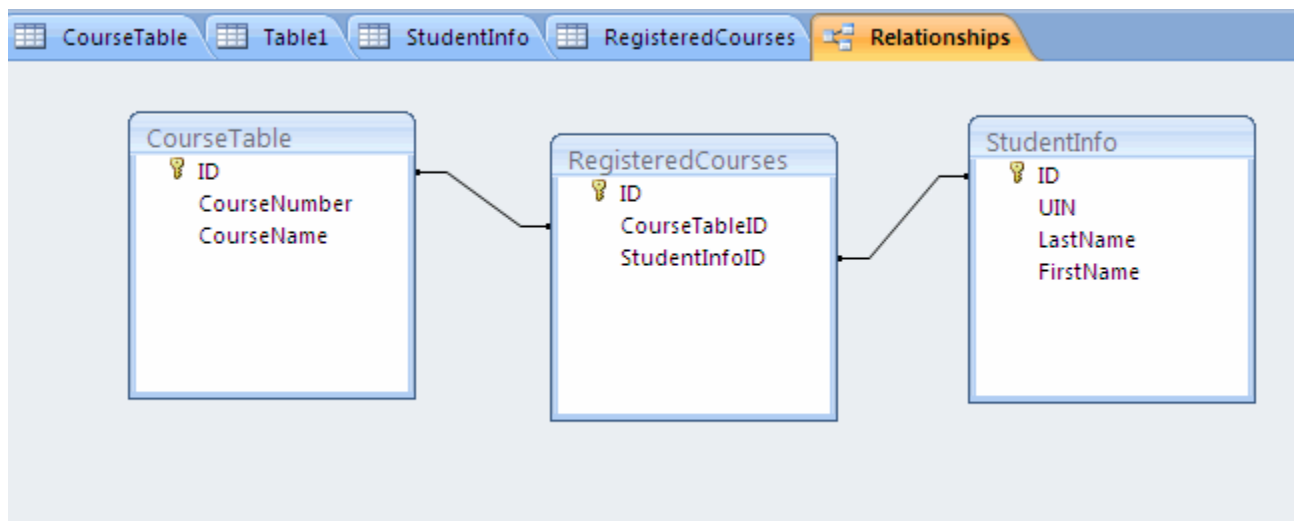 CourseTable Table1 StudentInfo RegisteredCourses Relationships
CourseTable
ID
CourseNumber
CourseName
RegisteredCourses
ID
CourseTableID
StudentInfoID
StudentInfo
ID
UIN
LastName
FirstName